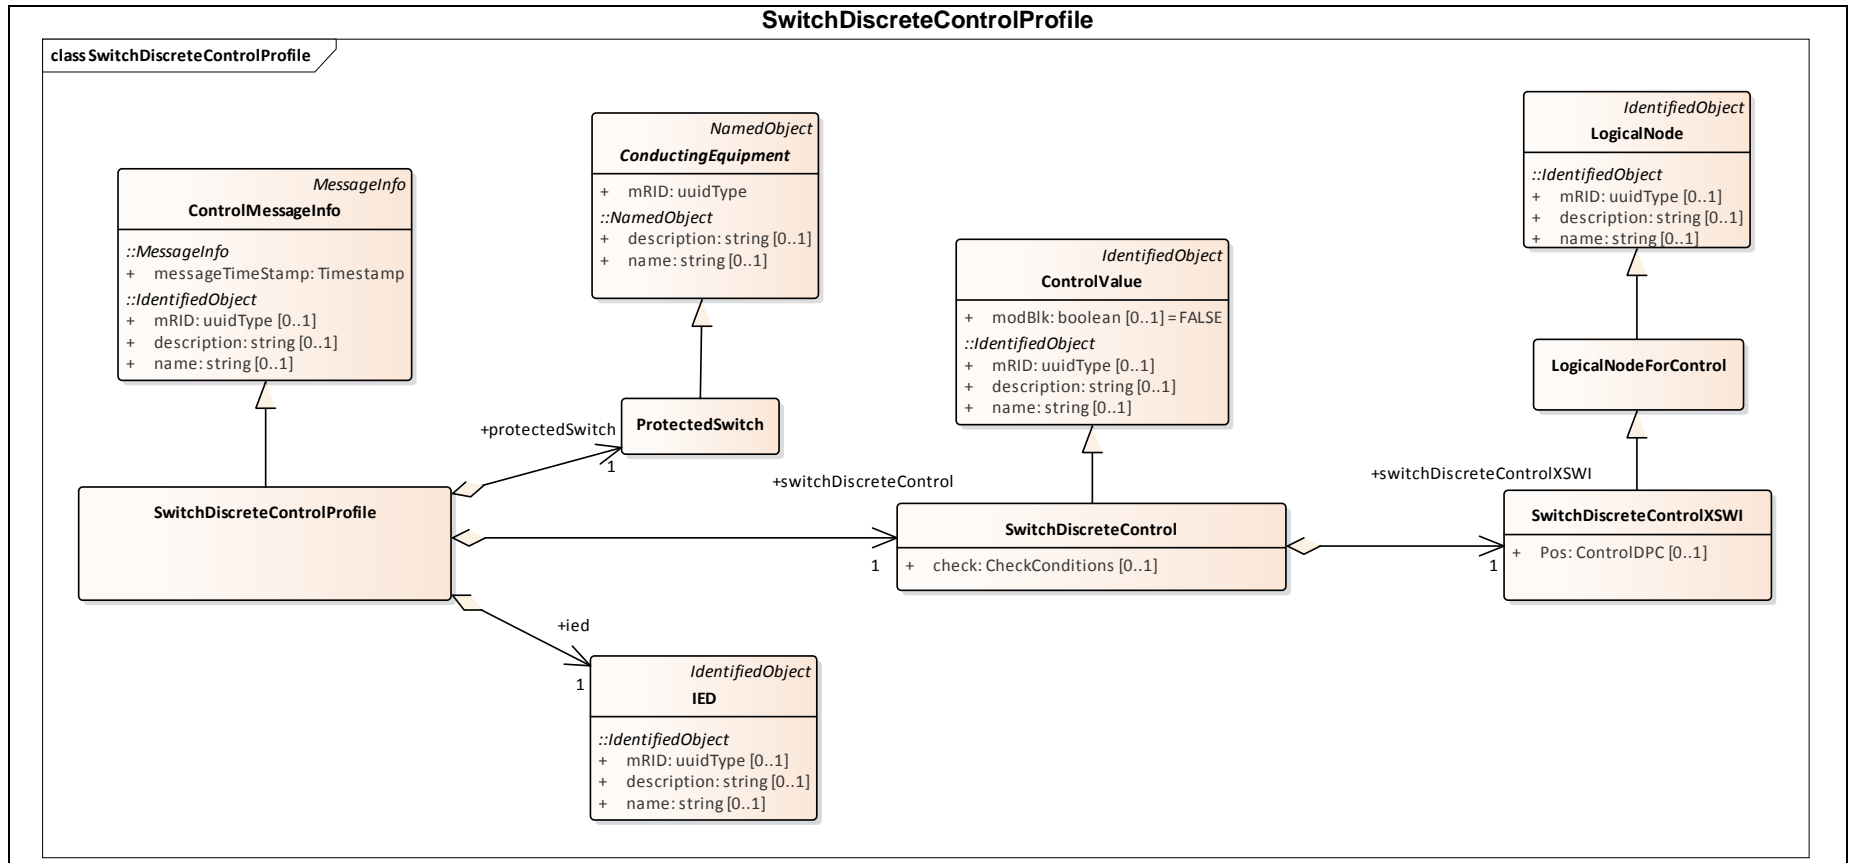 SwitchDiscreteControlProfile
class SwitchDiscreteControlProfile
MessageInfo
ControlMessageInfo
::MessageInfo
+ messageTimeStamp: Timestamp
::IdentifiedObject
+ mRID: uuidType [0..1]
+ description: string [0..1]
+ name: string [0..1]
NamedObject
ConductingEquipment
+ mRID: uuidType
::NamedObject
+ description: string [0..1]
+ name: string [0..1]
IdentifiedObject
ControlValue
+ modBlk: boolean [0..1] = FALSE
::IdentifiedObject
+ mRID: uuidType [0..1]
+ description: string [0..1]
+ name: string [0..1]
IdentifiedObject
LogicalNode
::IdentifiedObject
+ mRID: uuidType [0..1]
+ description: string [0..1]
+ name: string [0..1]
LogicalNodeForControl
+protectedSwitch
1
ProtectedSwitch
SwitchDiscreteControlProfile
+switchDiscreteControl
1
SwitchDiscreteControl
+ check: CheckConditions [0..1]
+switchDiscreteControlXSWI
1
SwitchDiscreteControlXSWI
+ Pos: ControlDPC [0..1]
+ied
1
IdentifiedObject
IED
::IdentifiedObject
+ mRID: uuidType [0..1]
+ description: string [0..1]
+ name: string [0..1]